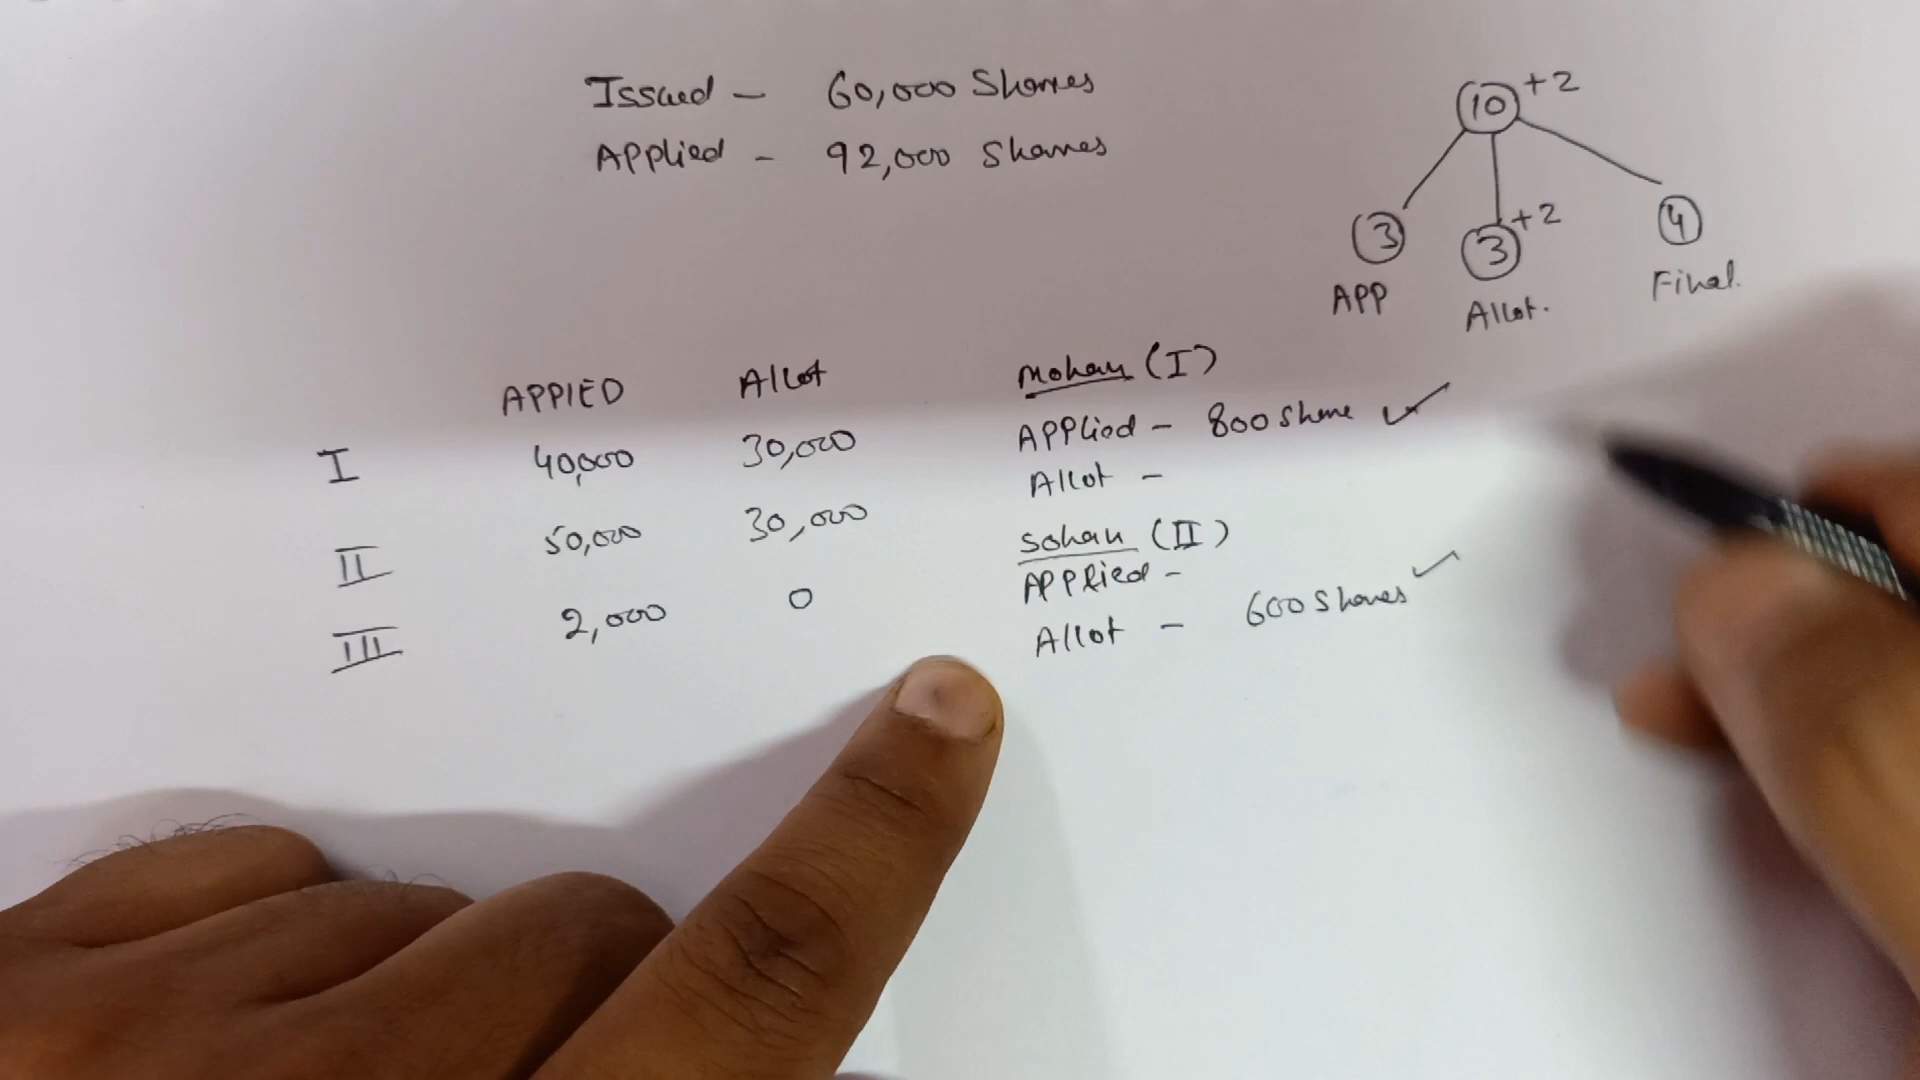 Issued - 60,000 Shares
Applied - 92,000 Shares
10 +2
3
3 +2
4
APP
Allot.
Final.
APPIED Allot
I 40,000 30,000
II 50,000 30,000
III 2,000 0
Mohan (I)
Applied - 800 Share ✓
Allot -
Sohan (II)
Applied -
Allot - 600 Shares ✓